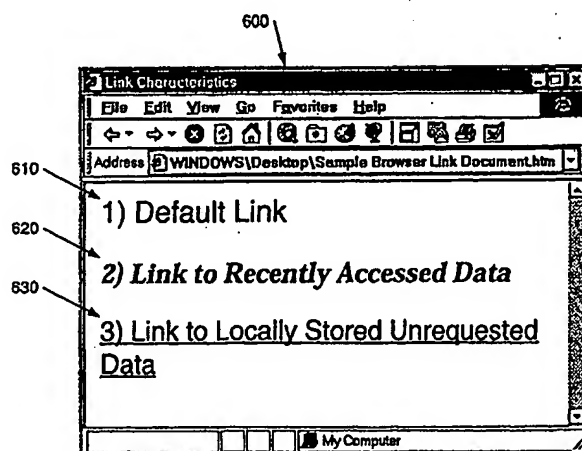 600
Link Characteristics
File Edit View Go Favorites Help
Address WINDOWS\Desktop\Sample Browser Link Document.htm
610
1) Default Link
620
2) Link to Recently Accessed Data
630
3) Link to Locally Stored Unrequested
Data
My Computer